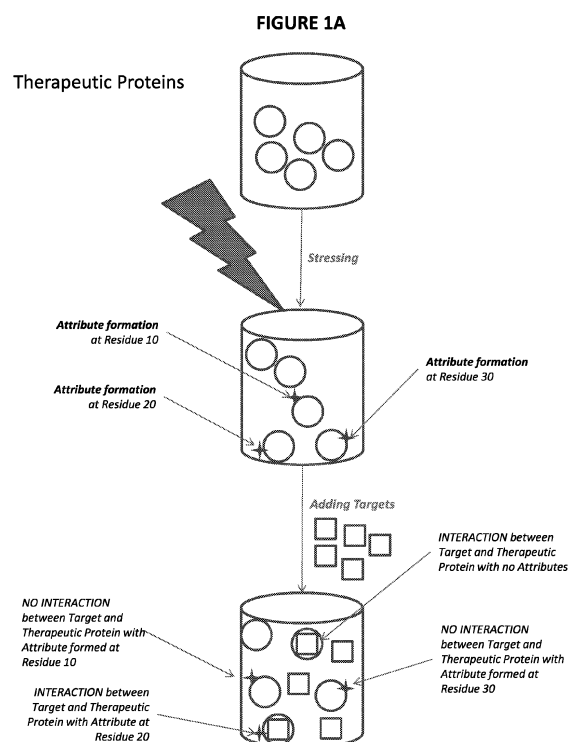 FIGURE 1A
Therapeutic Proteins
Stressing
Attribute formation
at Residue 10
Attribute formation
at Residue 20
Attribute formation
at Residue 30
Adding Targets
INTERACTION between
Target and Therapeutic
Protein with no Attributes
NO INTERACTION
between Target and
Therapeutic Protein with
Attribute formed at
Residue 10
NO INTERACTION
between Target and
Therapeutic Protein with
Attribute formed at
Residue 30
INTERACTION between
Target and Therapeutic
Protein with Attribute at
Residue 20